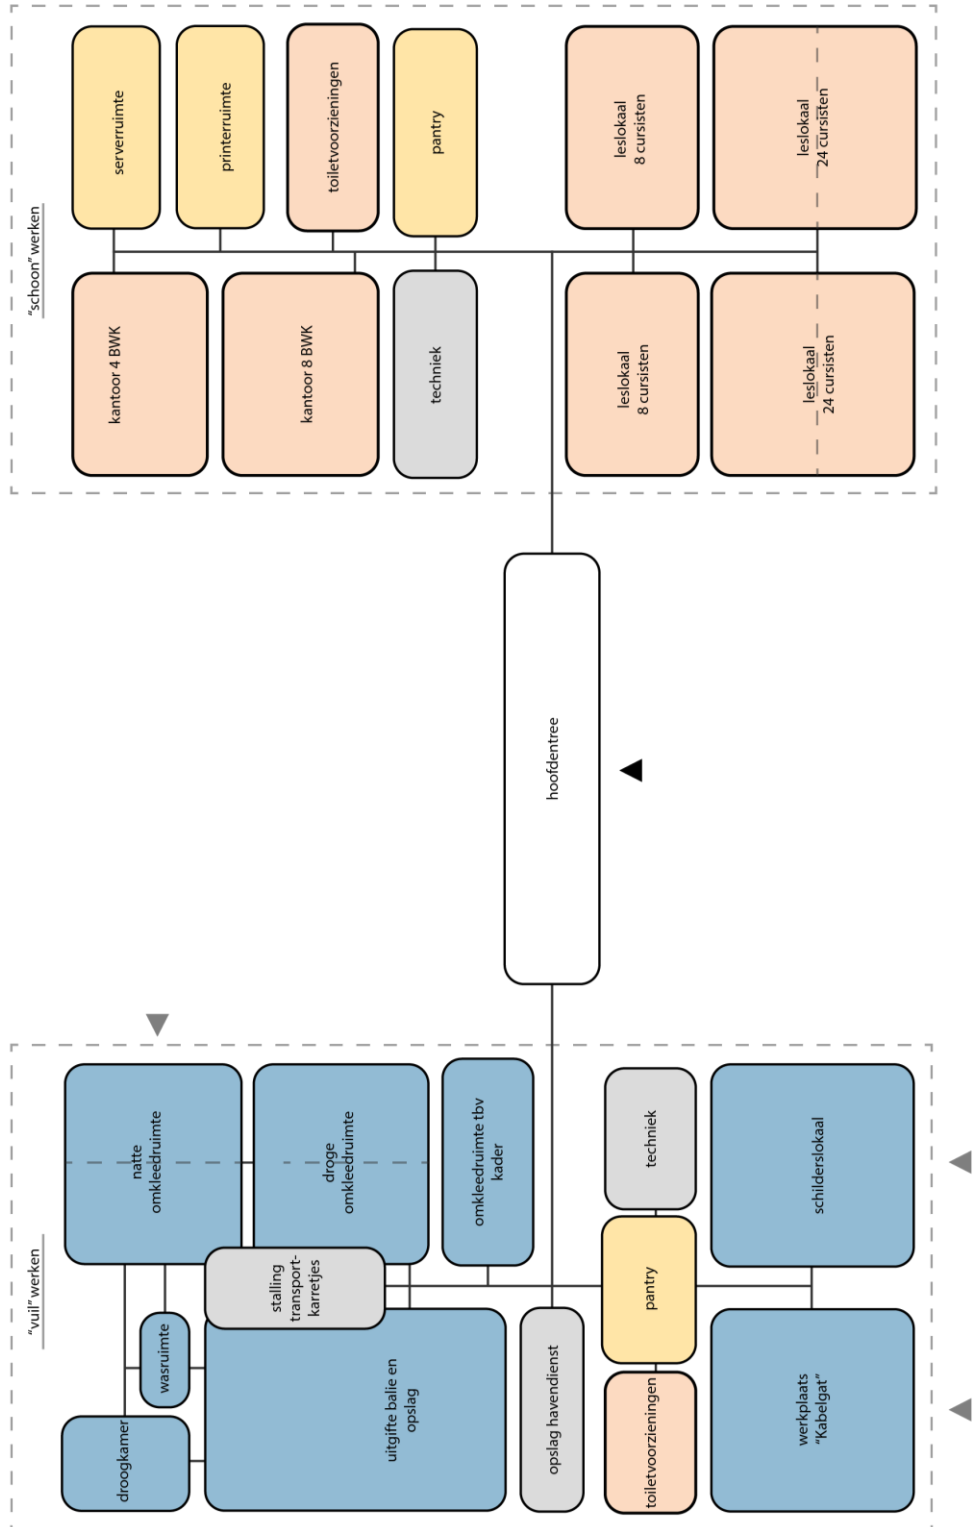 "vuil" werken
droogkamer
wasruimte
natte
omkleedruimte
uitgifte balie en
opslag
stalling
transport-
karretjes
droge
omkleedruimte
omkleedruimte tbv
kader
opslag havendienst
toiletvoorzieningen
pantry
techniek
werkplaats
"Kabelgat"
schilderslokaal
hoofdentree
"schoon" werken
kantoor 4 BWK
serverruimte
printerruimte
kantoor 8 BWK
toiletvoorzieningen
techniek
pantry
leslokaal
8 cursisten
leslokaal
8 cursisten
leslokaal
24 cursisten
leslokaal
24 cursisten